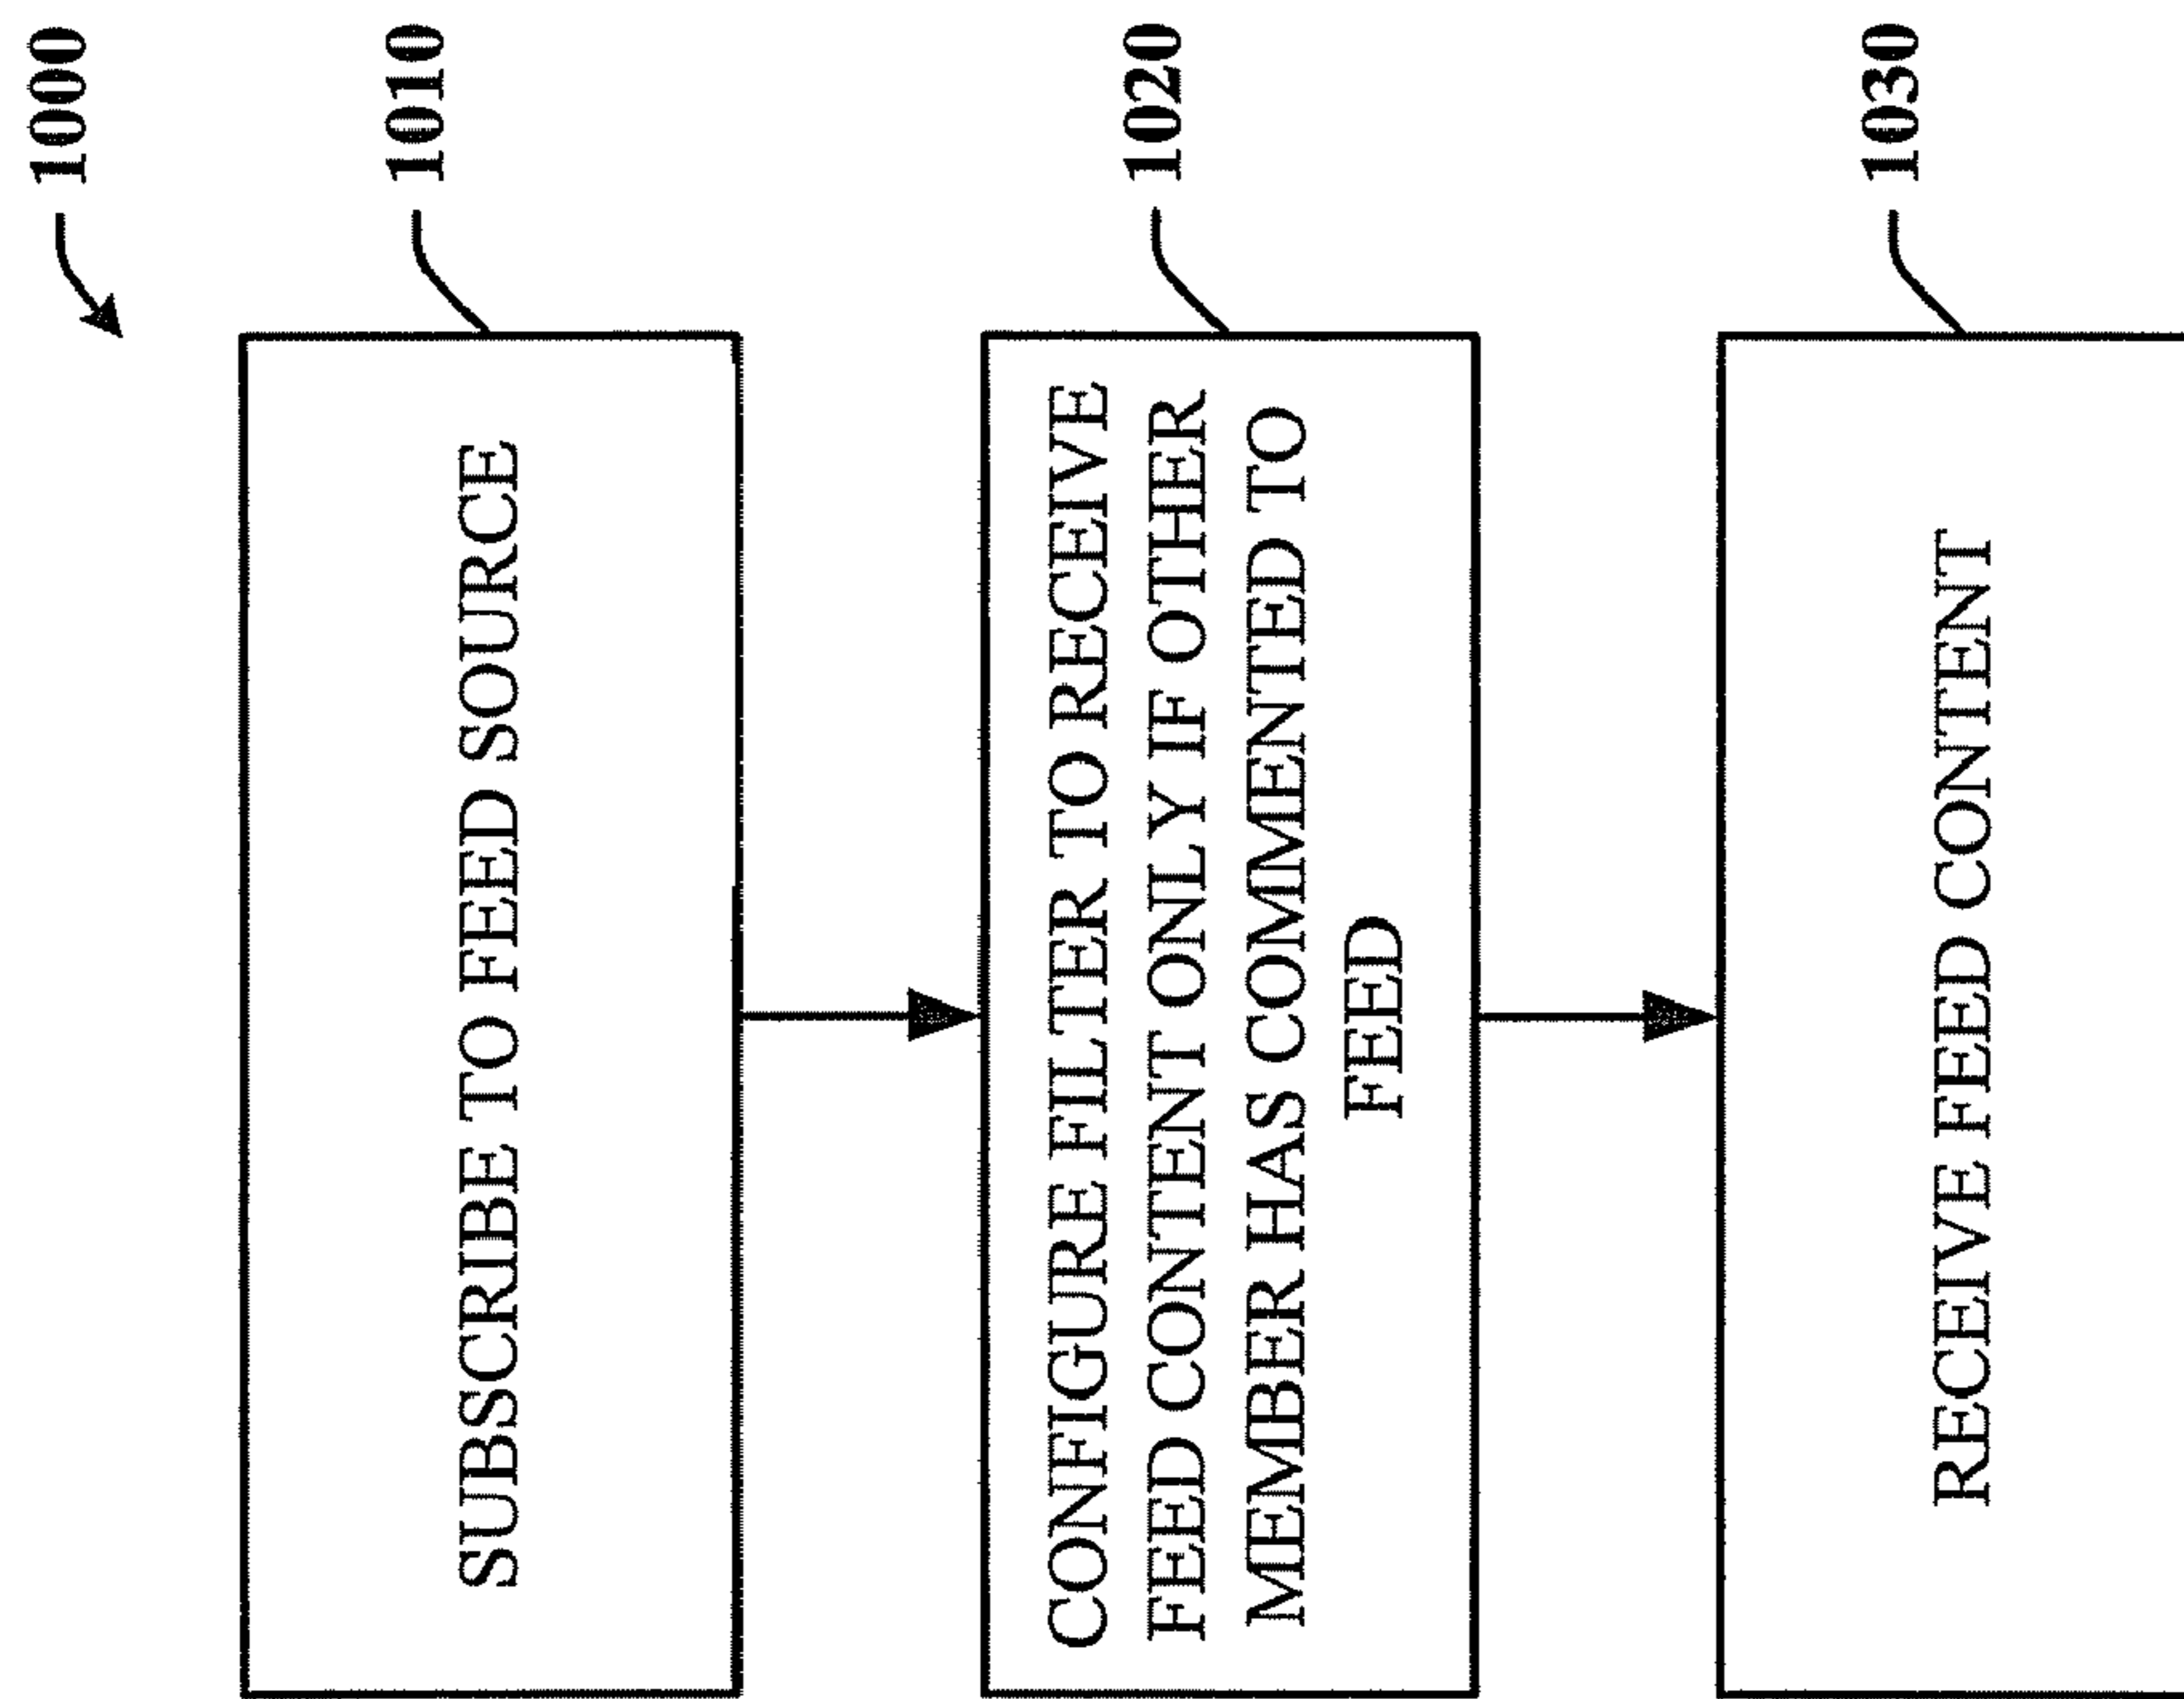 1000
1010
SUBSCRIBE TO FEED SOURCE
1020
CONFIGURE FILTER TO RECEIVE
FEED CONTENT ONLY IF OTHER
MEMBER HAS COMMENTED TO
FEED
1030
RECEIVE FEED CONTENT